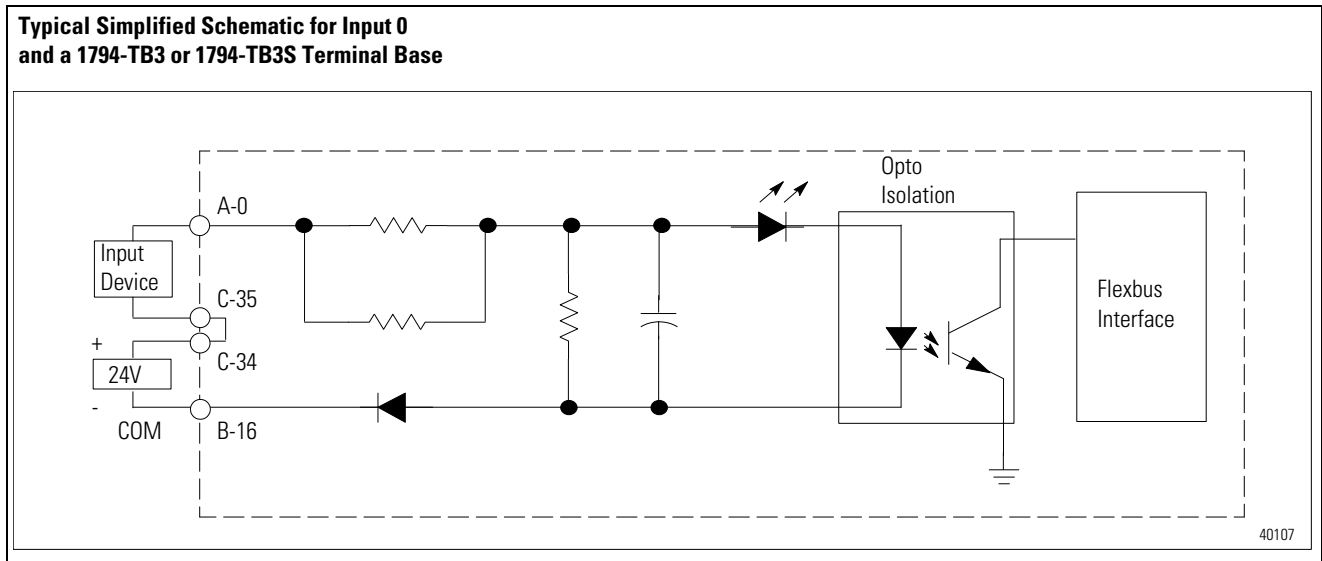 Typical Simplified Schematic for Input 0
and a 1794-TB3 or 1794-TB3S Terminal Base
Opto
Isolation
A-0
Input
Device
C-35
+
C-34
24V
-
COM
B-16
Flexbus
Interface
40107